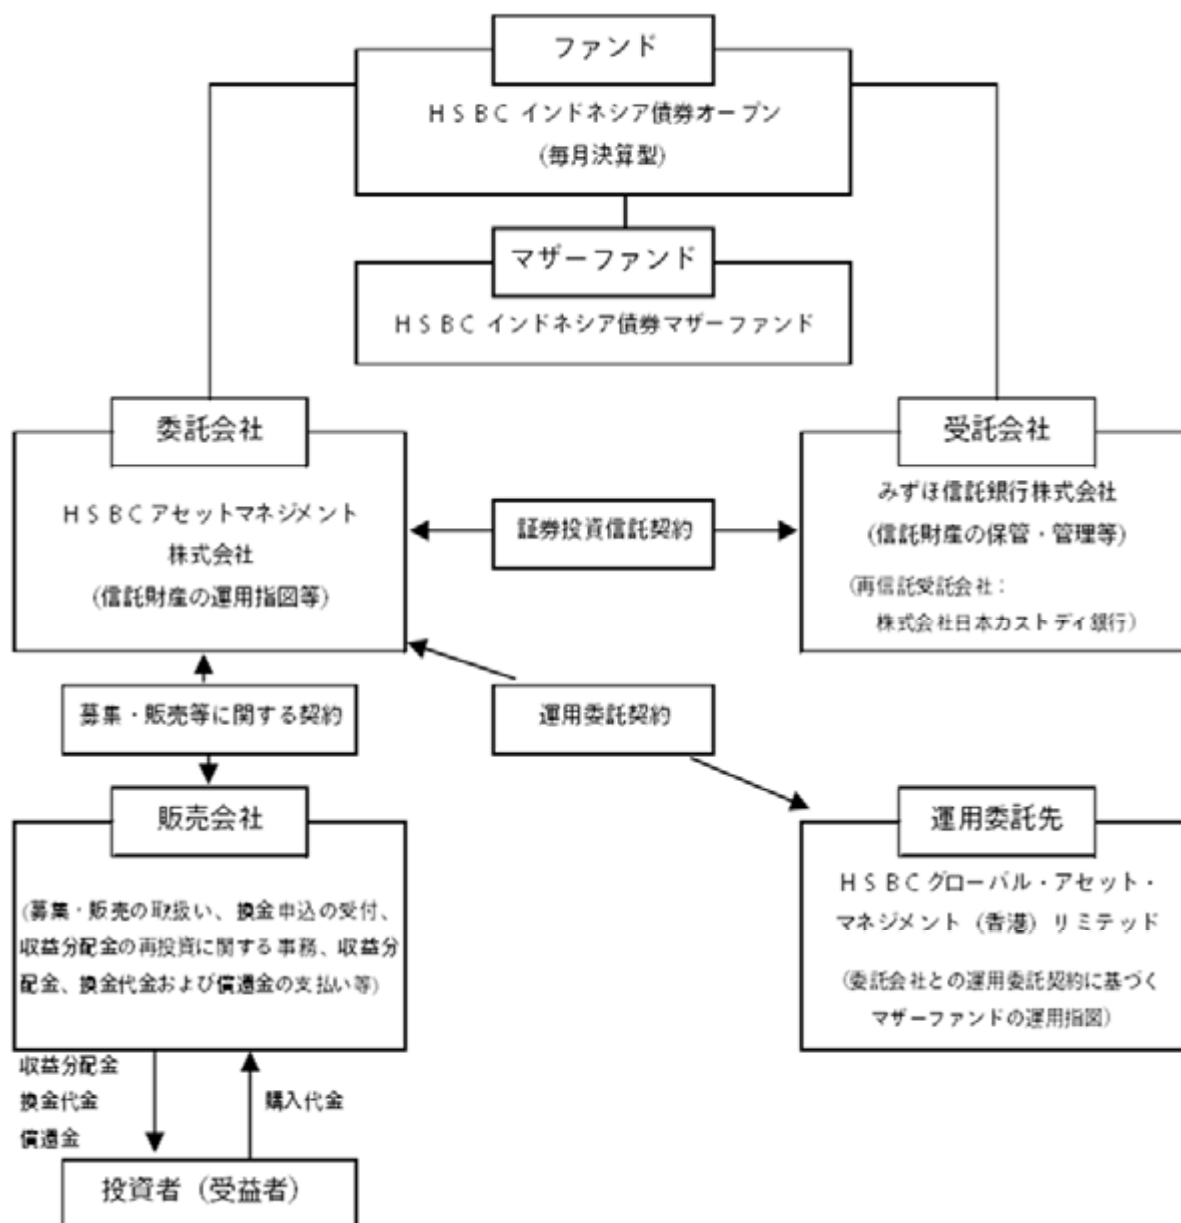 ファンド
HSBC インドネシア債券オープン
(毎月決算型)
マザーファンド
HSBC インドネシア債券マザーファンド
委託会社
HSBCアセットマネジメント
株式会社
(信託財産の運用指図等)
証券投資信託契約
受託会社
みずほ信託銀行株式会社
(信託財産の保管・管理等)
(再信託受託会社：
株式会社日本カストディ銀行)
募集・販売等に関する契約
運用委託契約
販売会社
(募集・販売の取扱い、換金申込の受付、
収益分配金の再投資に関する事務、収益分
配金、換金代金および償還金の支払い等)
運用委託先
HSBCグローバル・アセット・
マネジメント（香港）リミテッド
(委託会社との運用委託契約に基づく
マザーファンドの運用指図)
収益分配金
換金代金
償還金
購入代金
投資者（受益者）